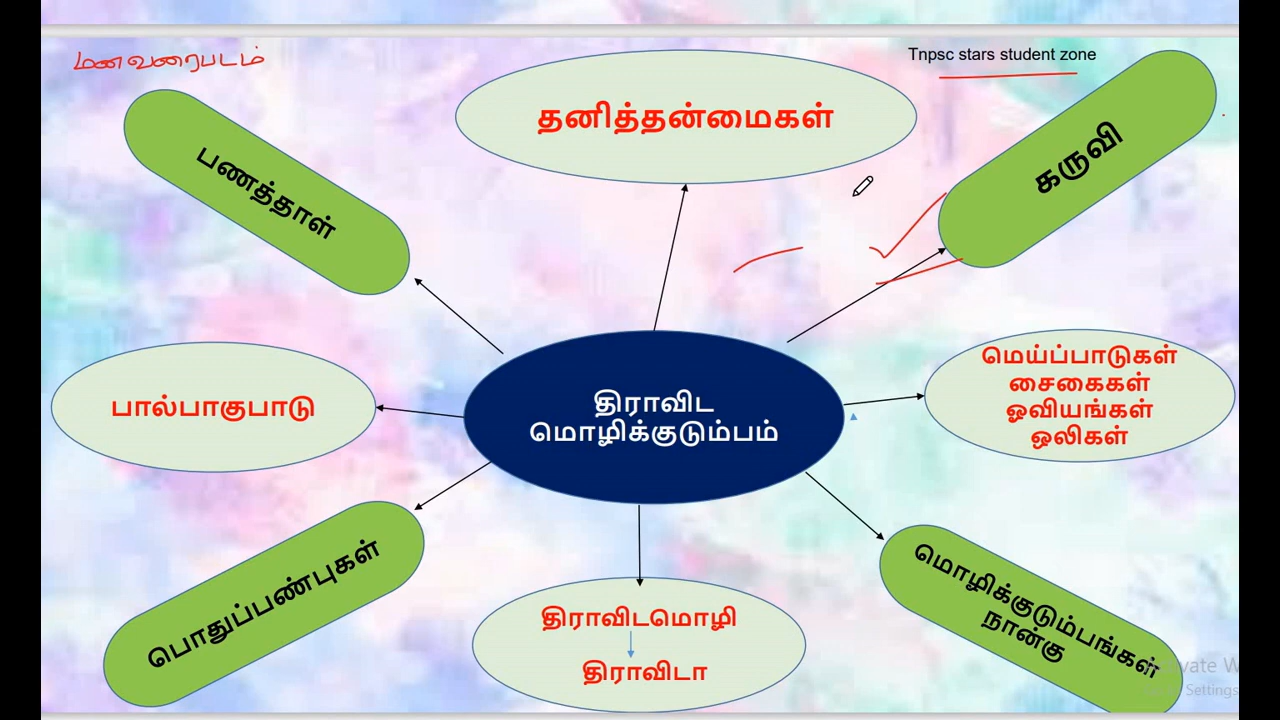 மனவரைபடம்
Tnpsc stars student zone
தனித்தன்மைகள்
கருவி
பணத்தாள்
மெய்ப்பாடுகள்
சைகைகள்
ஓவியங்கள்
ஒலிகள்
பால்பாகுபாடு
திராவிட
மொழிக்குடும்பம்
பொதுப்பண்புகள்
திராவிடமொழி
திராவிடா
மொழிக்குடும்பங்கள்
நான்கு
Settings